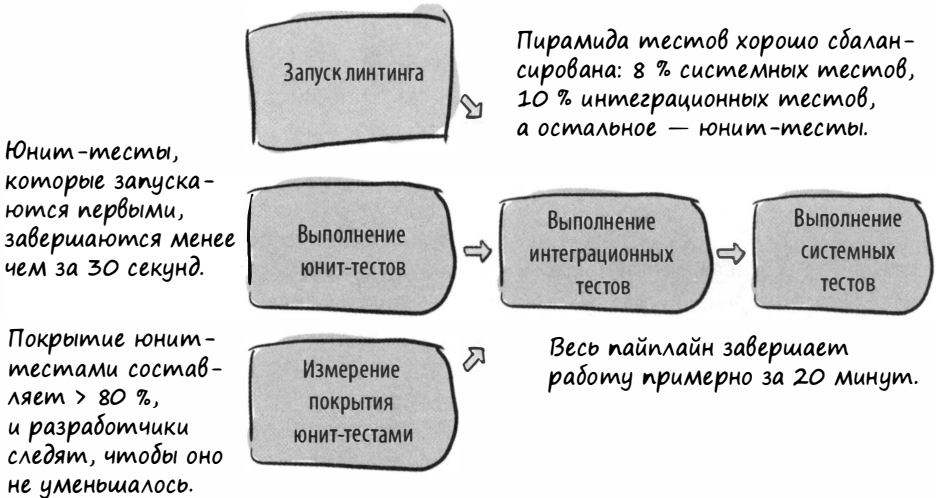 Запуск линтинга
Пирамида тестов хорошо сбалан-
сирована: 8 % системных тестов,
10 % интеграционных тестов,
а остальное — юнит-тесты.
Юнит-тесты,
которые запуска-
ются первыми,
завершаются менее
чем за 30 секунд.
Выполнение
юнит-тестов
Выполнение
интеграционных
тестов
Выполнение
системных
тестов
Покрытие юнит-
тестами состав-
ляет > 80 %,
и разработчики
следят, чтобы оно
не уменьшалось.
Измерение
покрытия
юнит-тестами
Весь пайплайн завершает
работу примерно за 20 минут.